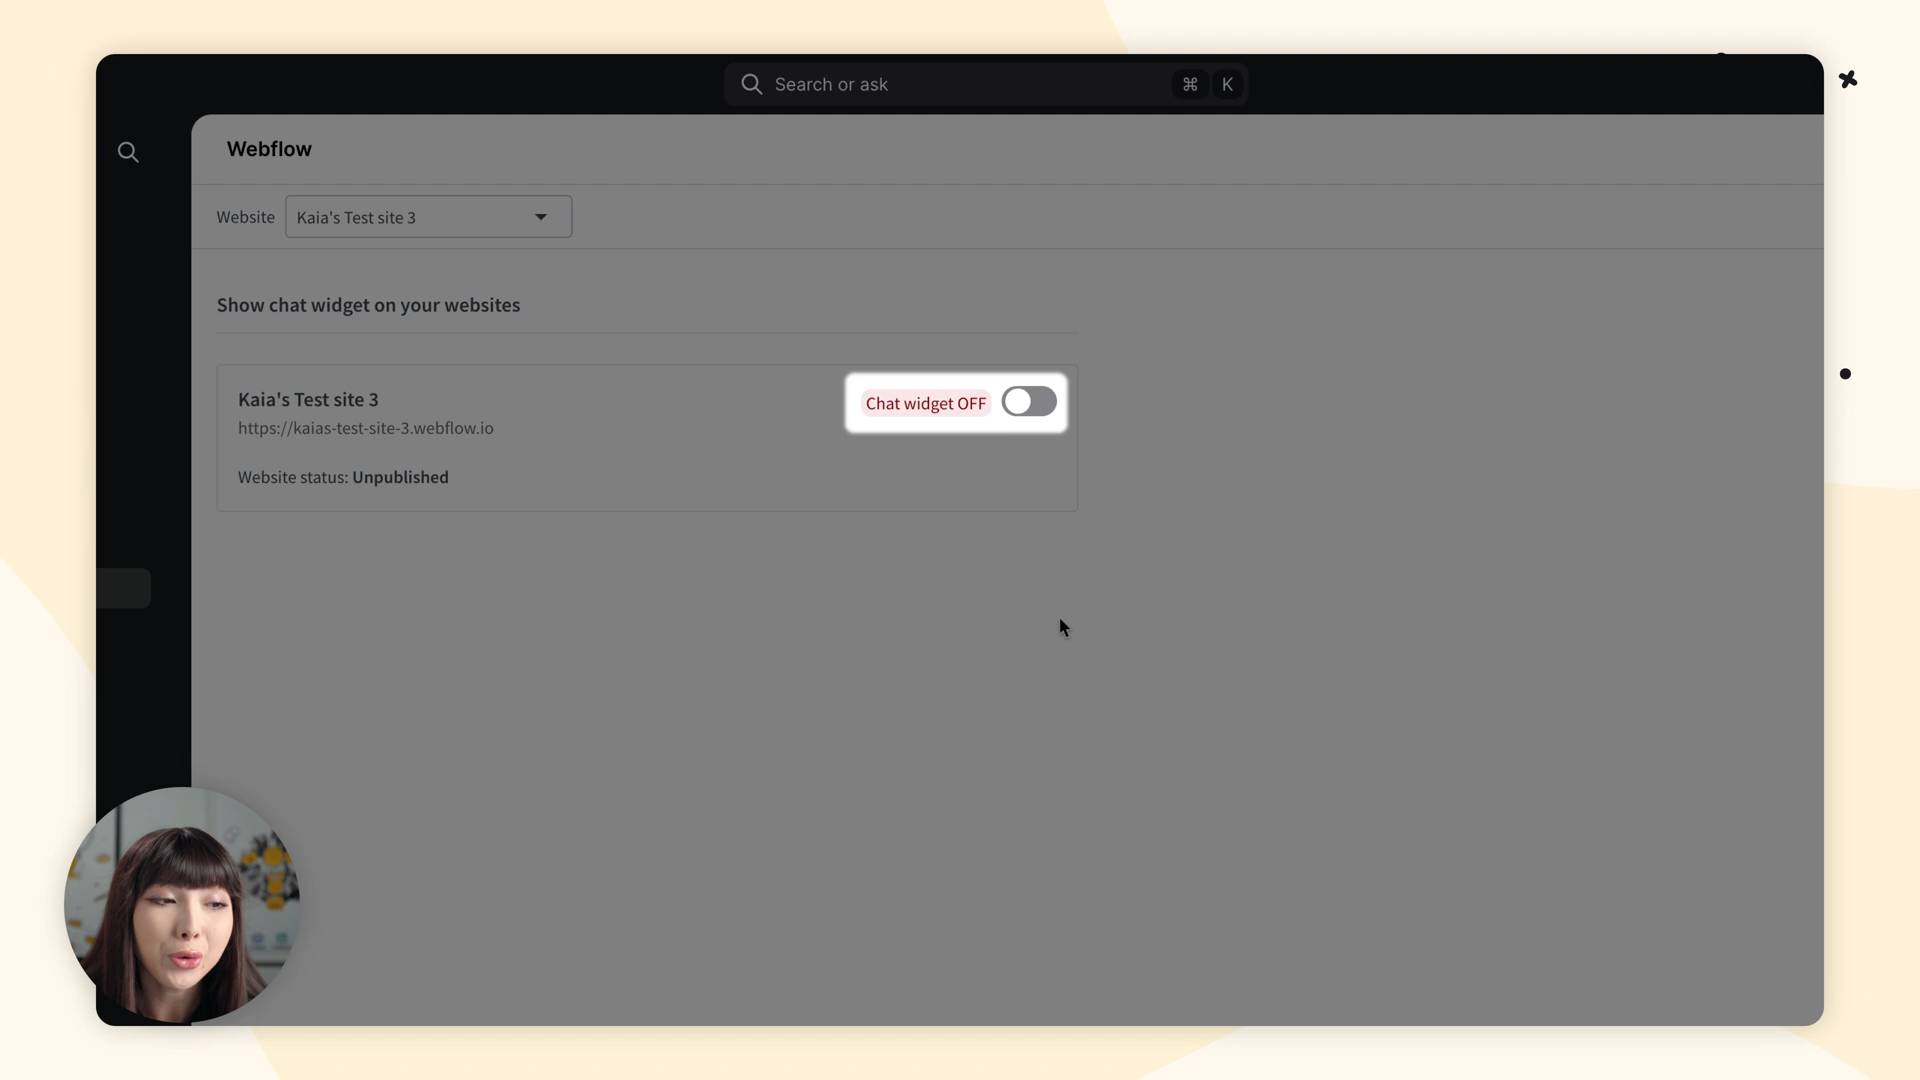 Search or ask
⌘ K
Webflow
Website
Kaia's Test site 3
Show chat widget on your websites
Kaia's Test site 3
Chat widget OFF
https://kaias-test-site-3.webflow.io
Website status: Unpublished